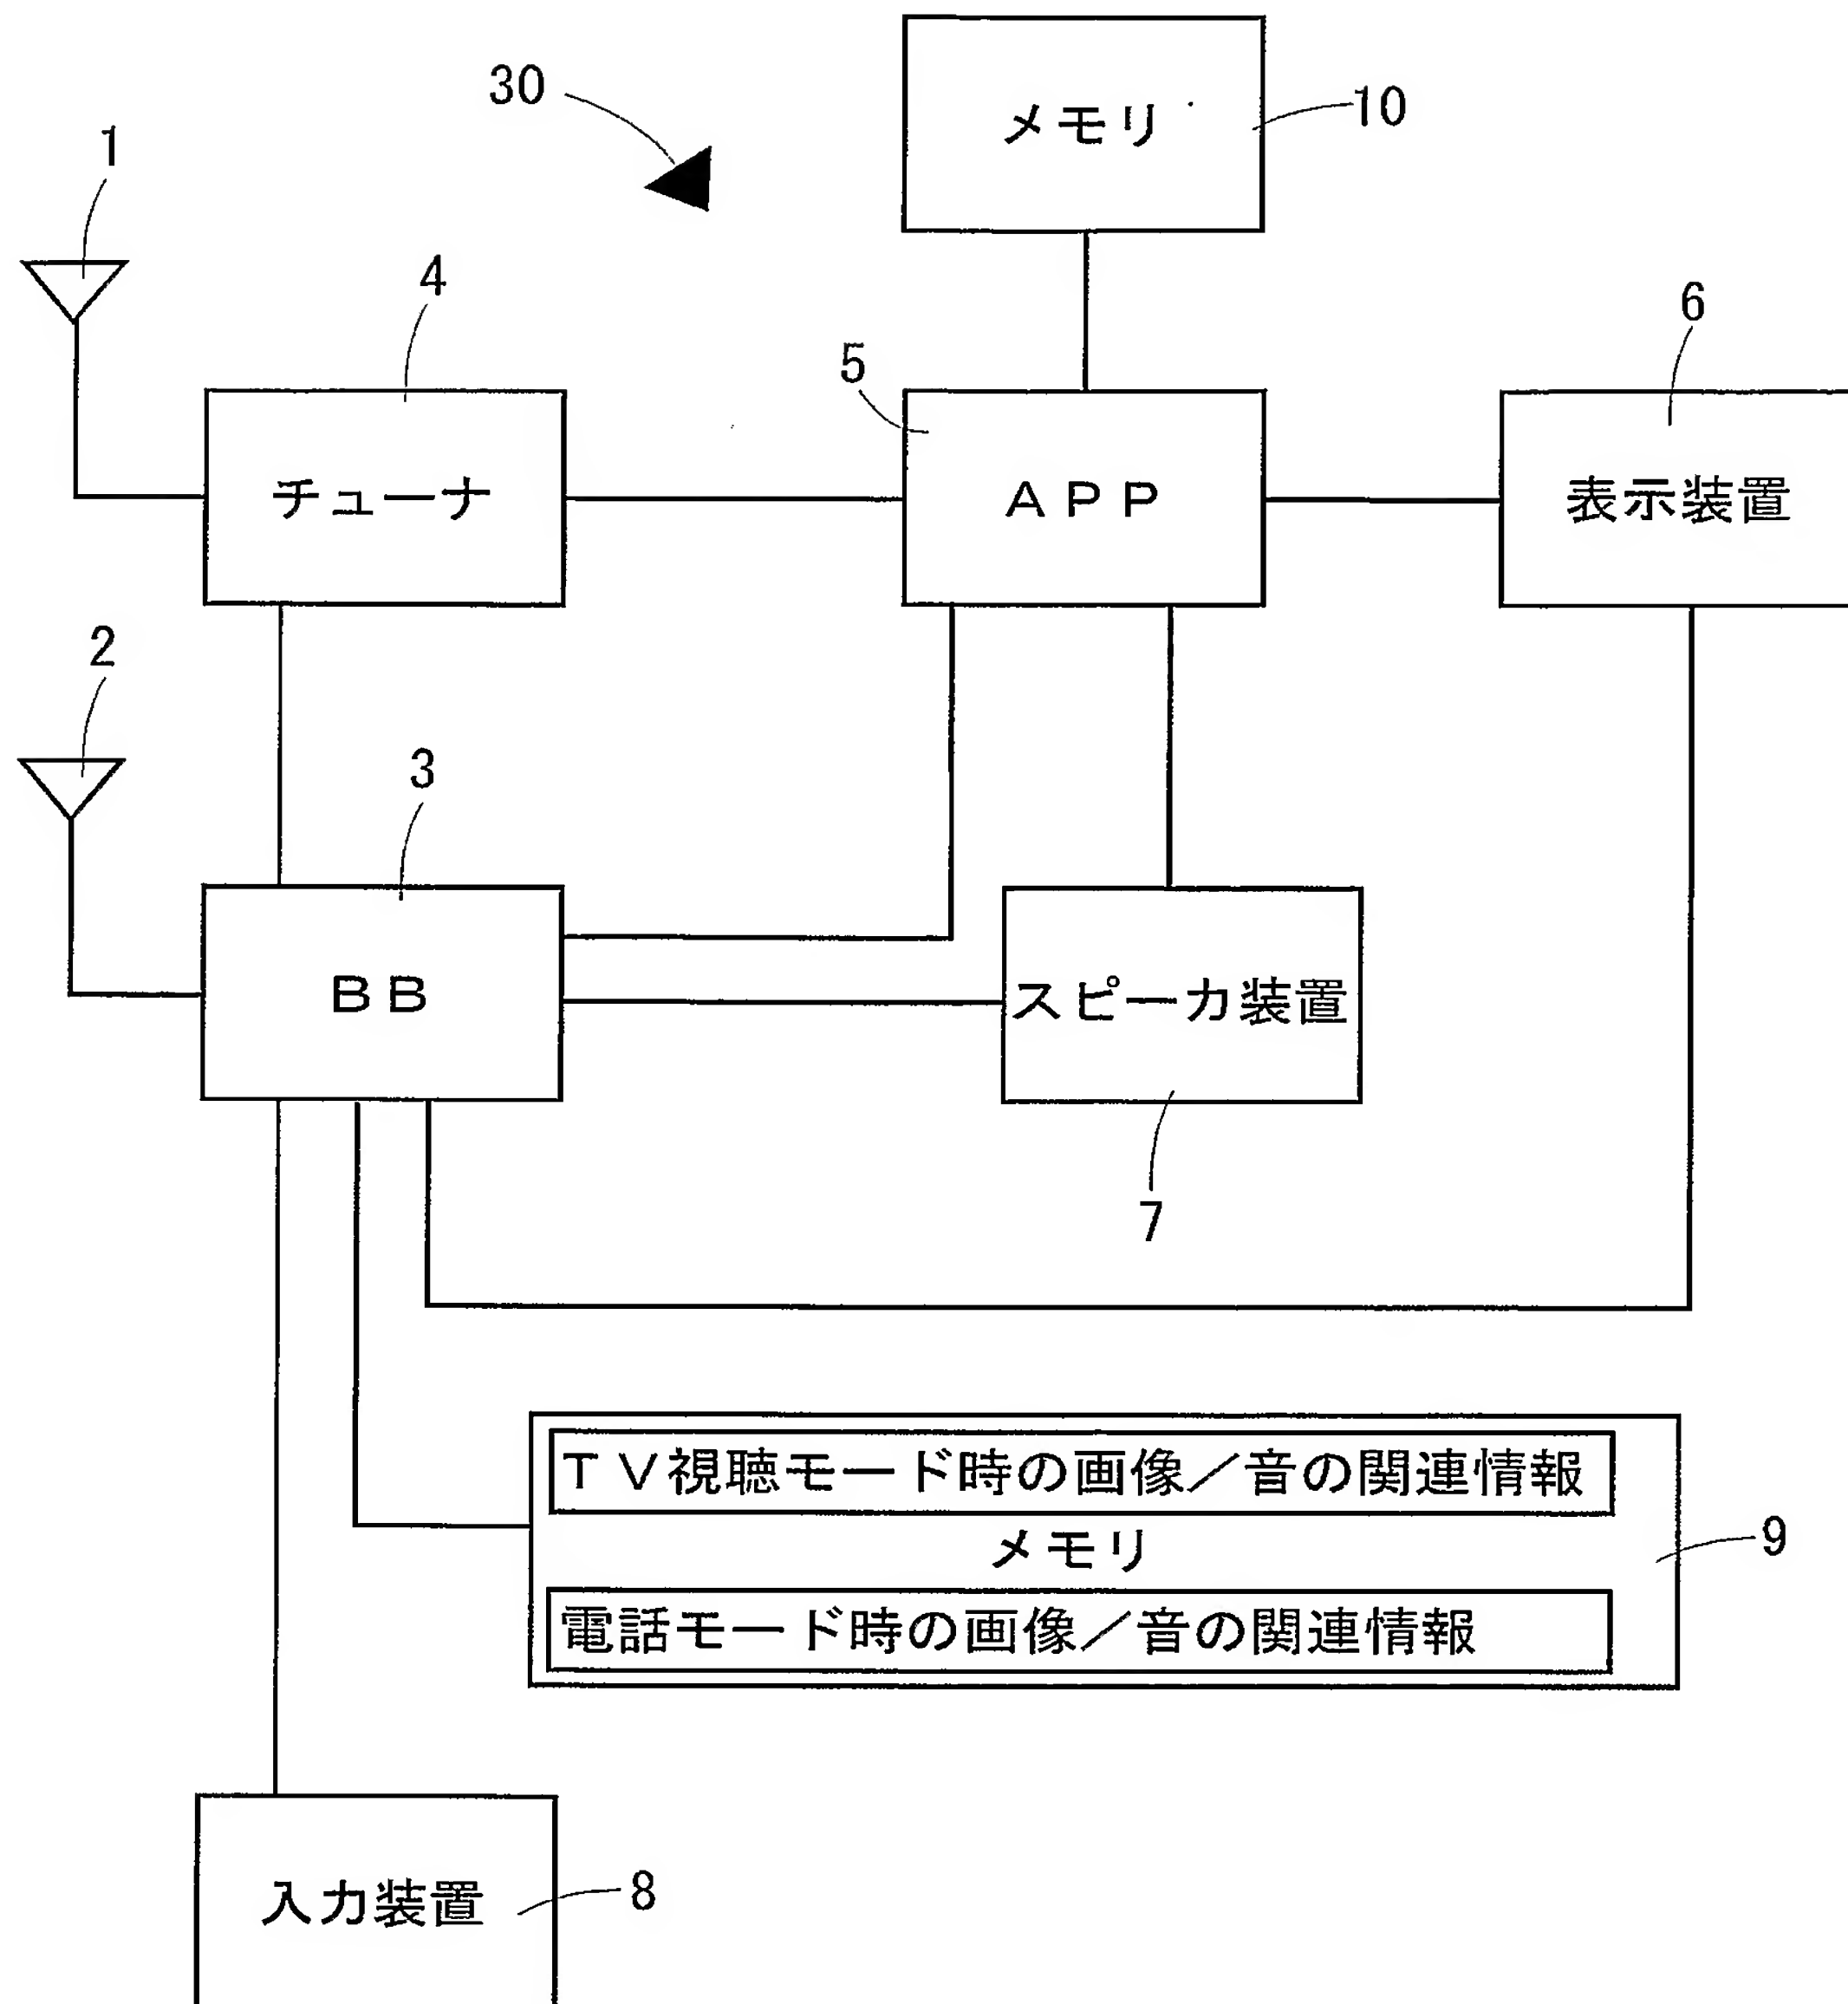 30
メモリ
10
1
4
5
6
チューナ
ＡＰＰ
表示装置
2
3
ＢＢ
スピーカ装置
7
ＴＶ視聴モード時の画像／音の関連情報
メモリ
9
電話モード時の画像／音の関連情報
入力装置
8